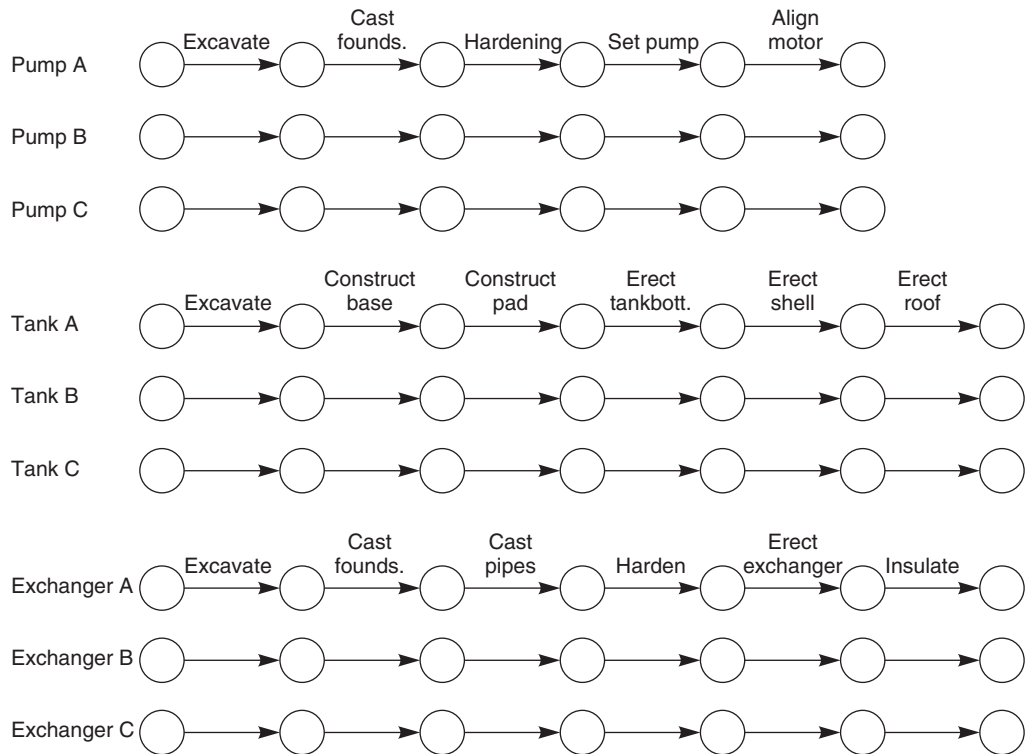 Pump A
Excavate
Cast
founds.
Hardening
Set pump
Align
motor
Pump B
Pump C
Tank A
Excavate
Construct
base
Construct
pad
Erect
tankbott.
Erect
shell
Erect
roof
Tank B
Tank C
Exchanger A
Excavate
Cast
founds.
Cast
pipes
Harden
Erect
exchanger
Insulate
Exchanger B
Exchanger C